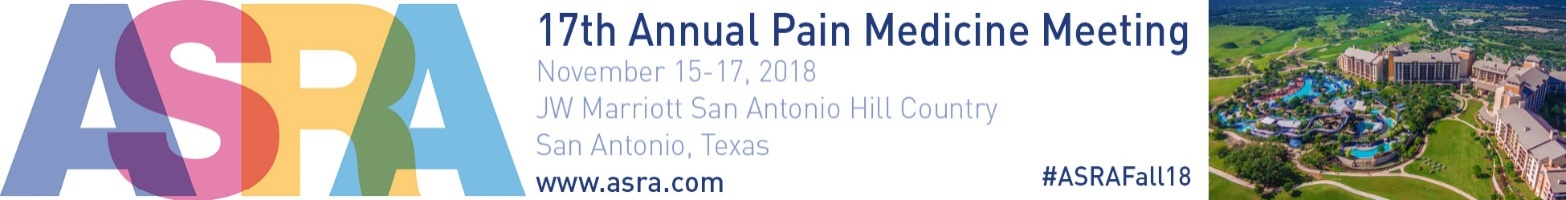 ASRA
17th Annual Pain Medicine Meeting
November 15-17, 2018
JW Marriott San Antonio Hill Country
San Antonio, Texas
www.asra.com
#ASRAFall18